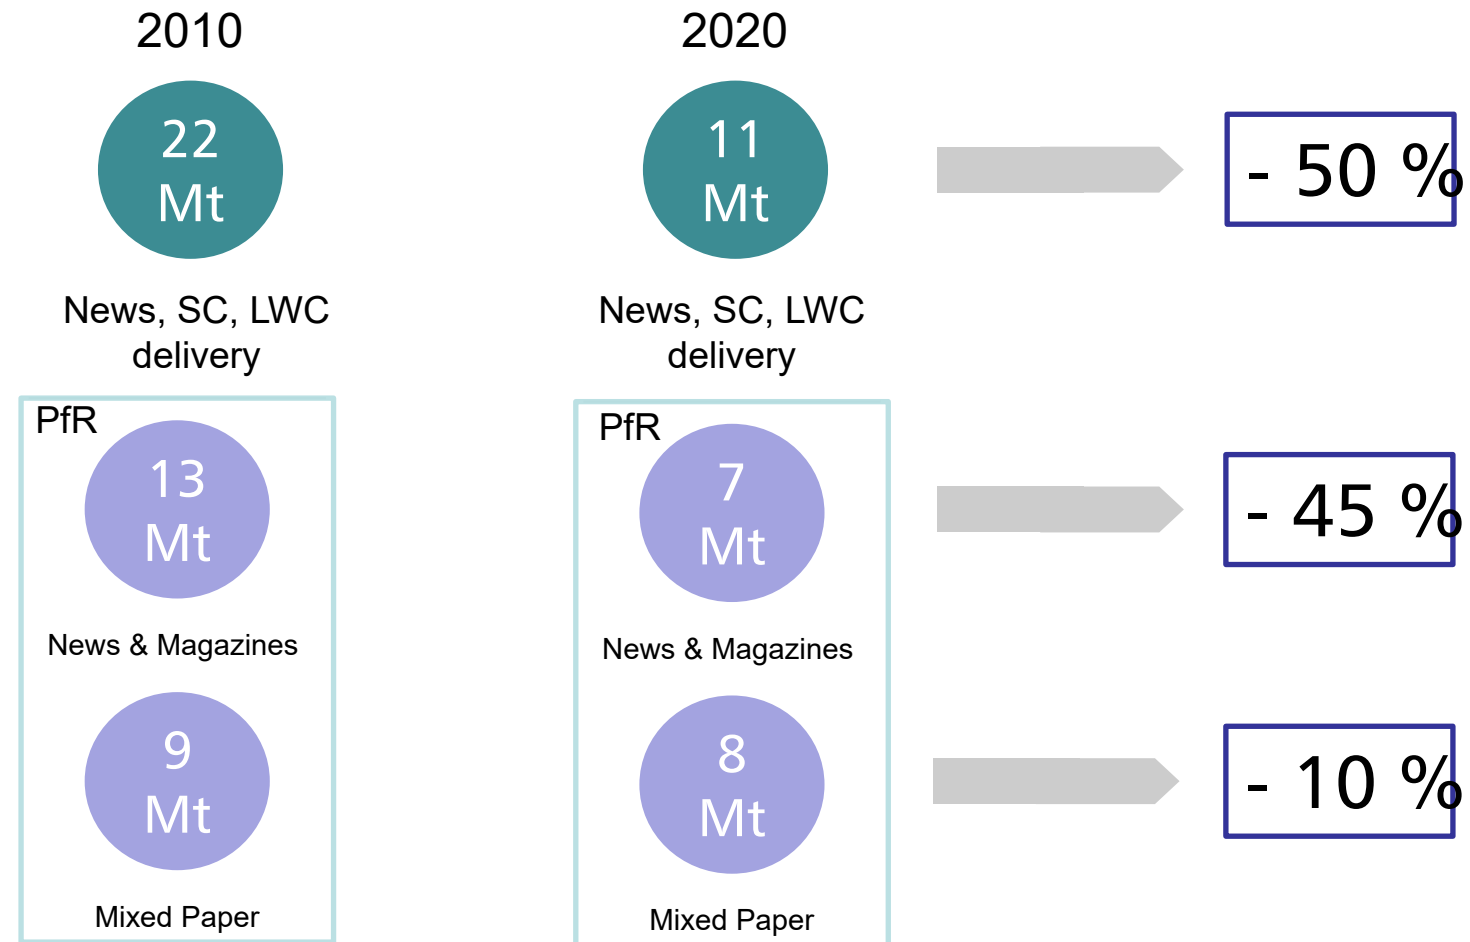 2010
2020
22
Mt
11
Mt
- 50 %
News, SC, LWC
delivery
News, SC, LWC
delivery
PfR
PfR
13
Mt
7
Mt
- 45 %
News & Magazines
News & Magazines
9
Mt
8
Mt
- 10 %
Mixed Paper
Mixed Paper